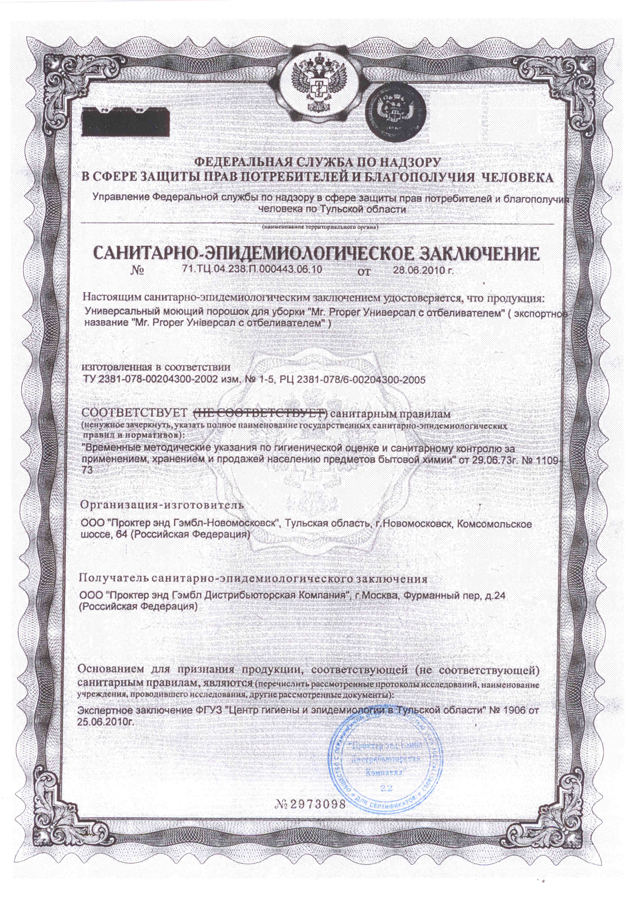 ФЕДЕРАЛЬНАЯ СЛУЖБА ПО НАДЗОРУ
В СФЕРЕ ЗАЩИТЫ ПРАВ ПОТРЕБИТЕЛЕЙ И БЛАГОПОЛУЧИЯ ЧЕЛОВЕКА
Управление Федеральной службы по надзору в сфере защиты прав потребителей и благополучия
человека по Тульской области
(наименование территориального органа)
САНИТАРНО-ЭПИДЕМИОЛОГИЧЕСКОЕ ЗАКЛЮЧЕНИЕ
№ 71.ТЦ.04.238.П.000443.06.10 от 28.06.2010 г.
Настоящим санитарно-эпидемиологическим заключением удостоверяется, что продукция:
Универсальный моющий порошок для уборки "Mr. Proper Универсал с отбеливателем" ( экспортное
название "Mr. Proper Універсал с отбеливателем" )
изготовленная в соответствии
ТУ 2381-078-00204300-2002 изм, № 1-5, РЦ 2381-078/6-00204300-2005
СООТВЕТСТВУЕТ (НЕ СООТВЕТСТВУЕТ) санитарным правилам
(ненужное зачеркнуть, указать полное наименование государственных санитарно-эпидемиологических
правил и нормативов):
"Временные методические указания по гигиенической оценке и санитарному контролю за
применением, хранением и продажей населению предметов бытовой химии" от 29.06.73г. № 1109-
73
Организация-изготовитель
ООО "Проктер энд Гэмбл-Новомосковск", Тульская область, г.Новомосковск, Комсомольское
шоссе, 64 (Российская Федерация)
Получатель санитарно-эпидемиологического заключения
ООО "Проктер энд Гэмбл Дистрибьюторская Компания", г.Москва, Фурманный пер, д.24
(Российская Федерация)
Основанием для признания продукции, соответствующей (не соответствующей)
санитарным правилам, являются (перечислить рассмотренные протоколы исследований, наименование
учреждения, проводившего исследования, другие рассмотренные документы):
Экспертное заключение ФГУЗ "Центр гигиены и эпидемиологии в Тульской области" № 1906 от
25.06.2010г.
"Проктер энд Гэмбл
Дистрибьюторская
Компания"
22
ДЛЯ СЕРТИФИКАТОВ
№2973098